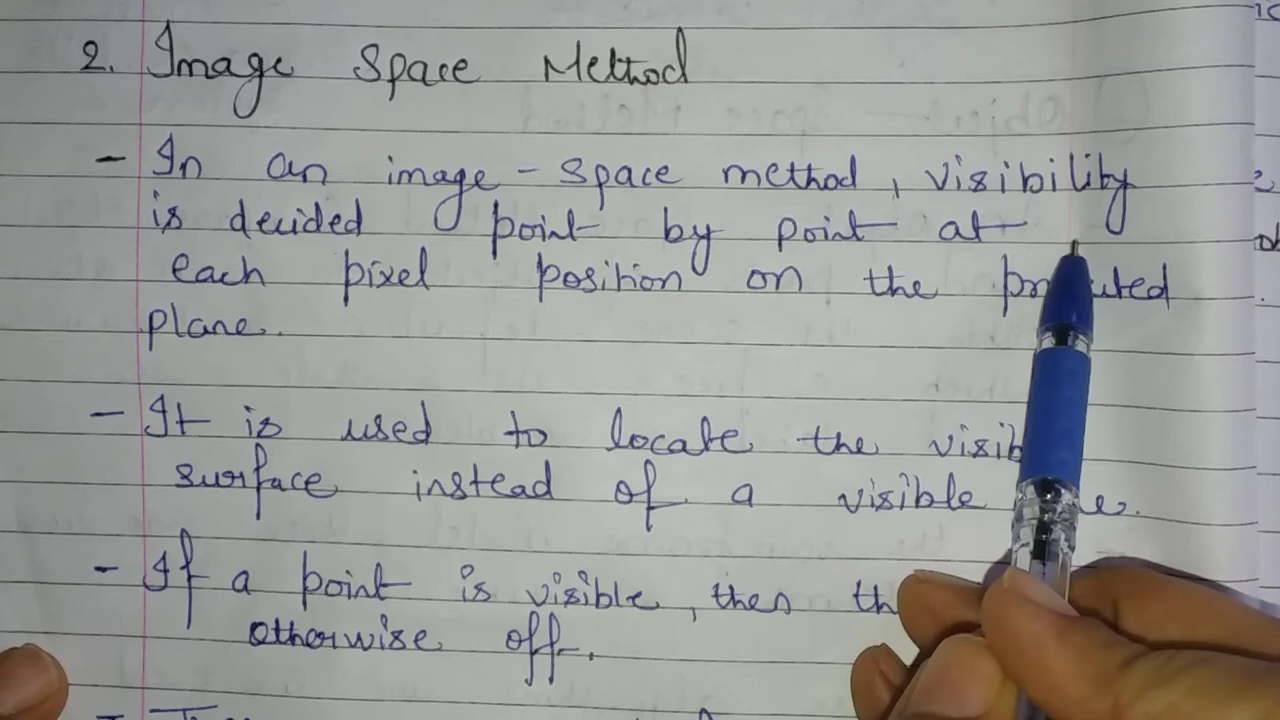 2. Image Space Method
- In an image-space method, visibility
is decided point by point at
each pixel position on the
plane.
- It is used to locate the
surface instead of a visible
- If a point is visible, then
otherwise off.